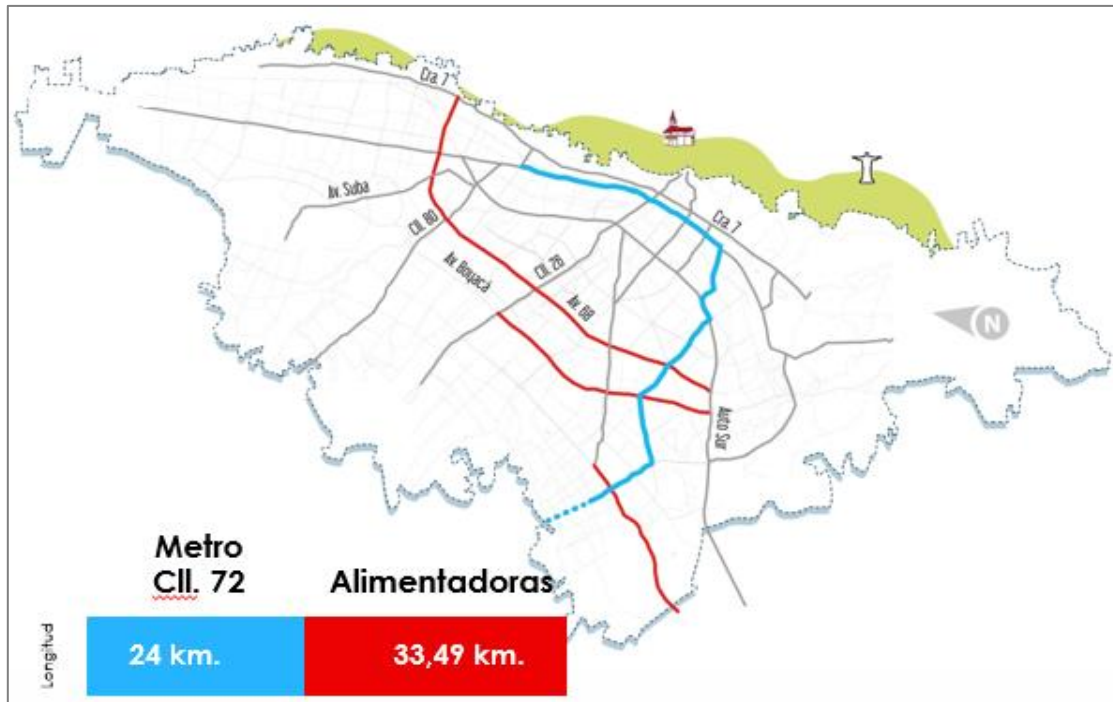 Cra. 7
Av. Suba
Cll. 80
Cra. 7
Av. Boyacá
Cll. 26
Av. 68
N
Auto Sur
Metro
Cll. 72
Alimentadoras
Longitud
24 km.
33,49 km.